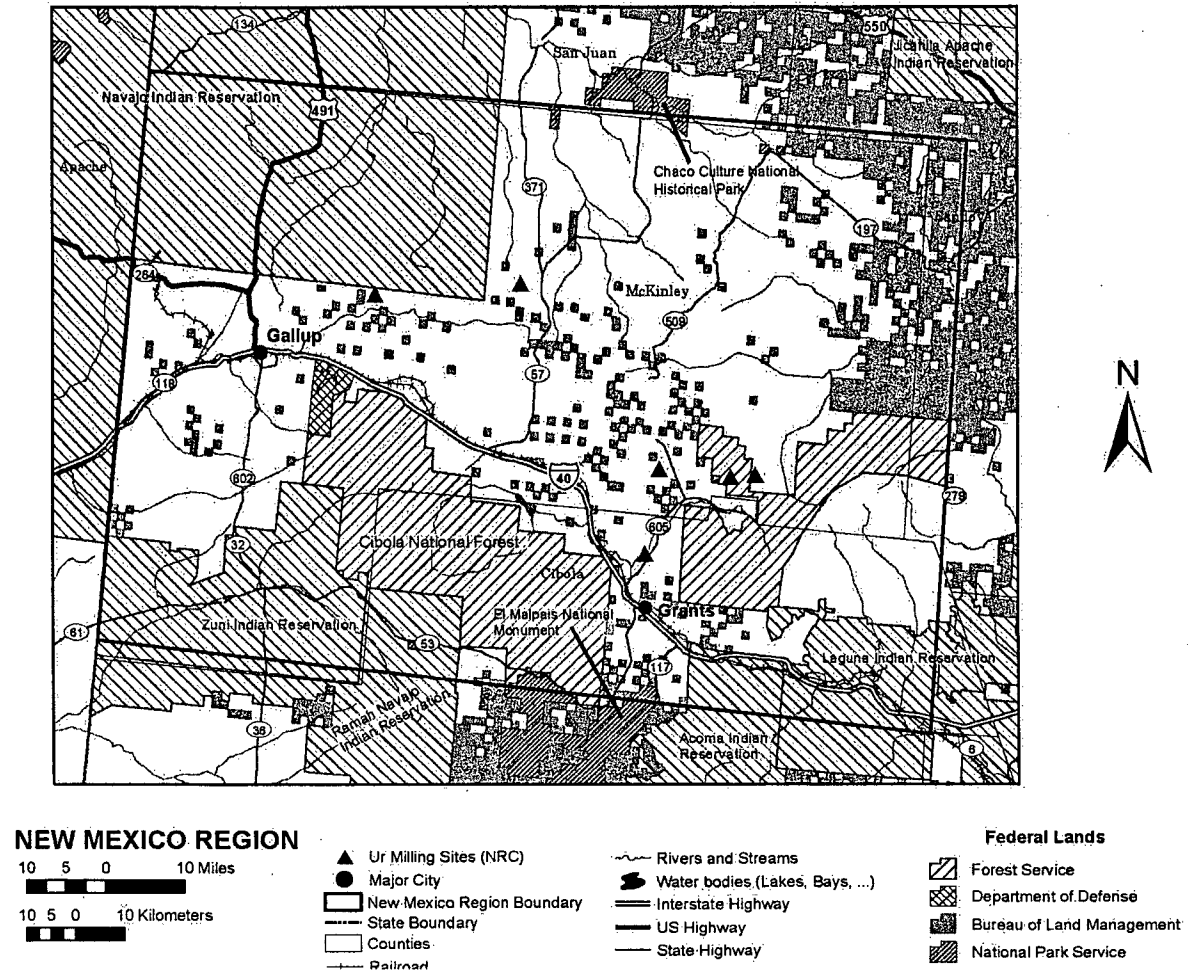 134
550
San Juan
Jicarilla Apache
Indian Reservation
Navajo Indian Reservation
491
Apache
Chaco Culture National
Historical Park
371
197
264
McKinley
509
Gallup
118
57
602
40
279
605
32
Cibola National Forest
Cibola
Grants
El Malpais National
Monument
61
Zuni Indian Reservation
53
117
Laguna Indian Reservation
Ramah Navajo
Indian Reservation
36
Acoma Indian
Reservation
6
N
NEW MEXICO REGION
10 5 0 10 Miles
10 5 0 10 Kilometers
Ur Milling Sites (NRC)
Major City
New Mexico Region Boundary
State Boundary
Counties
Railroad
Rivers and Streams
Water bodies (Lakes, Bays, ...)
Interstate Highway
US Highway
State Highway
Federal Lands
Forest Service
Department of Defense
Bureau of Land Management
National Park Service